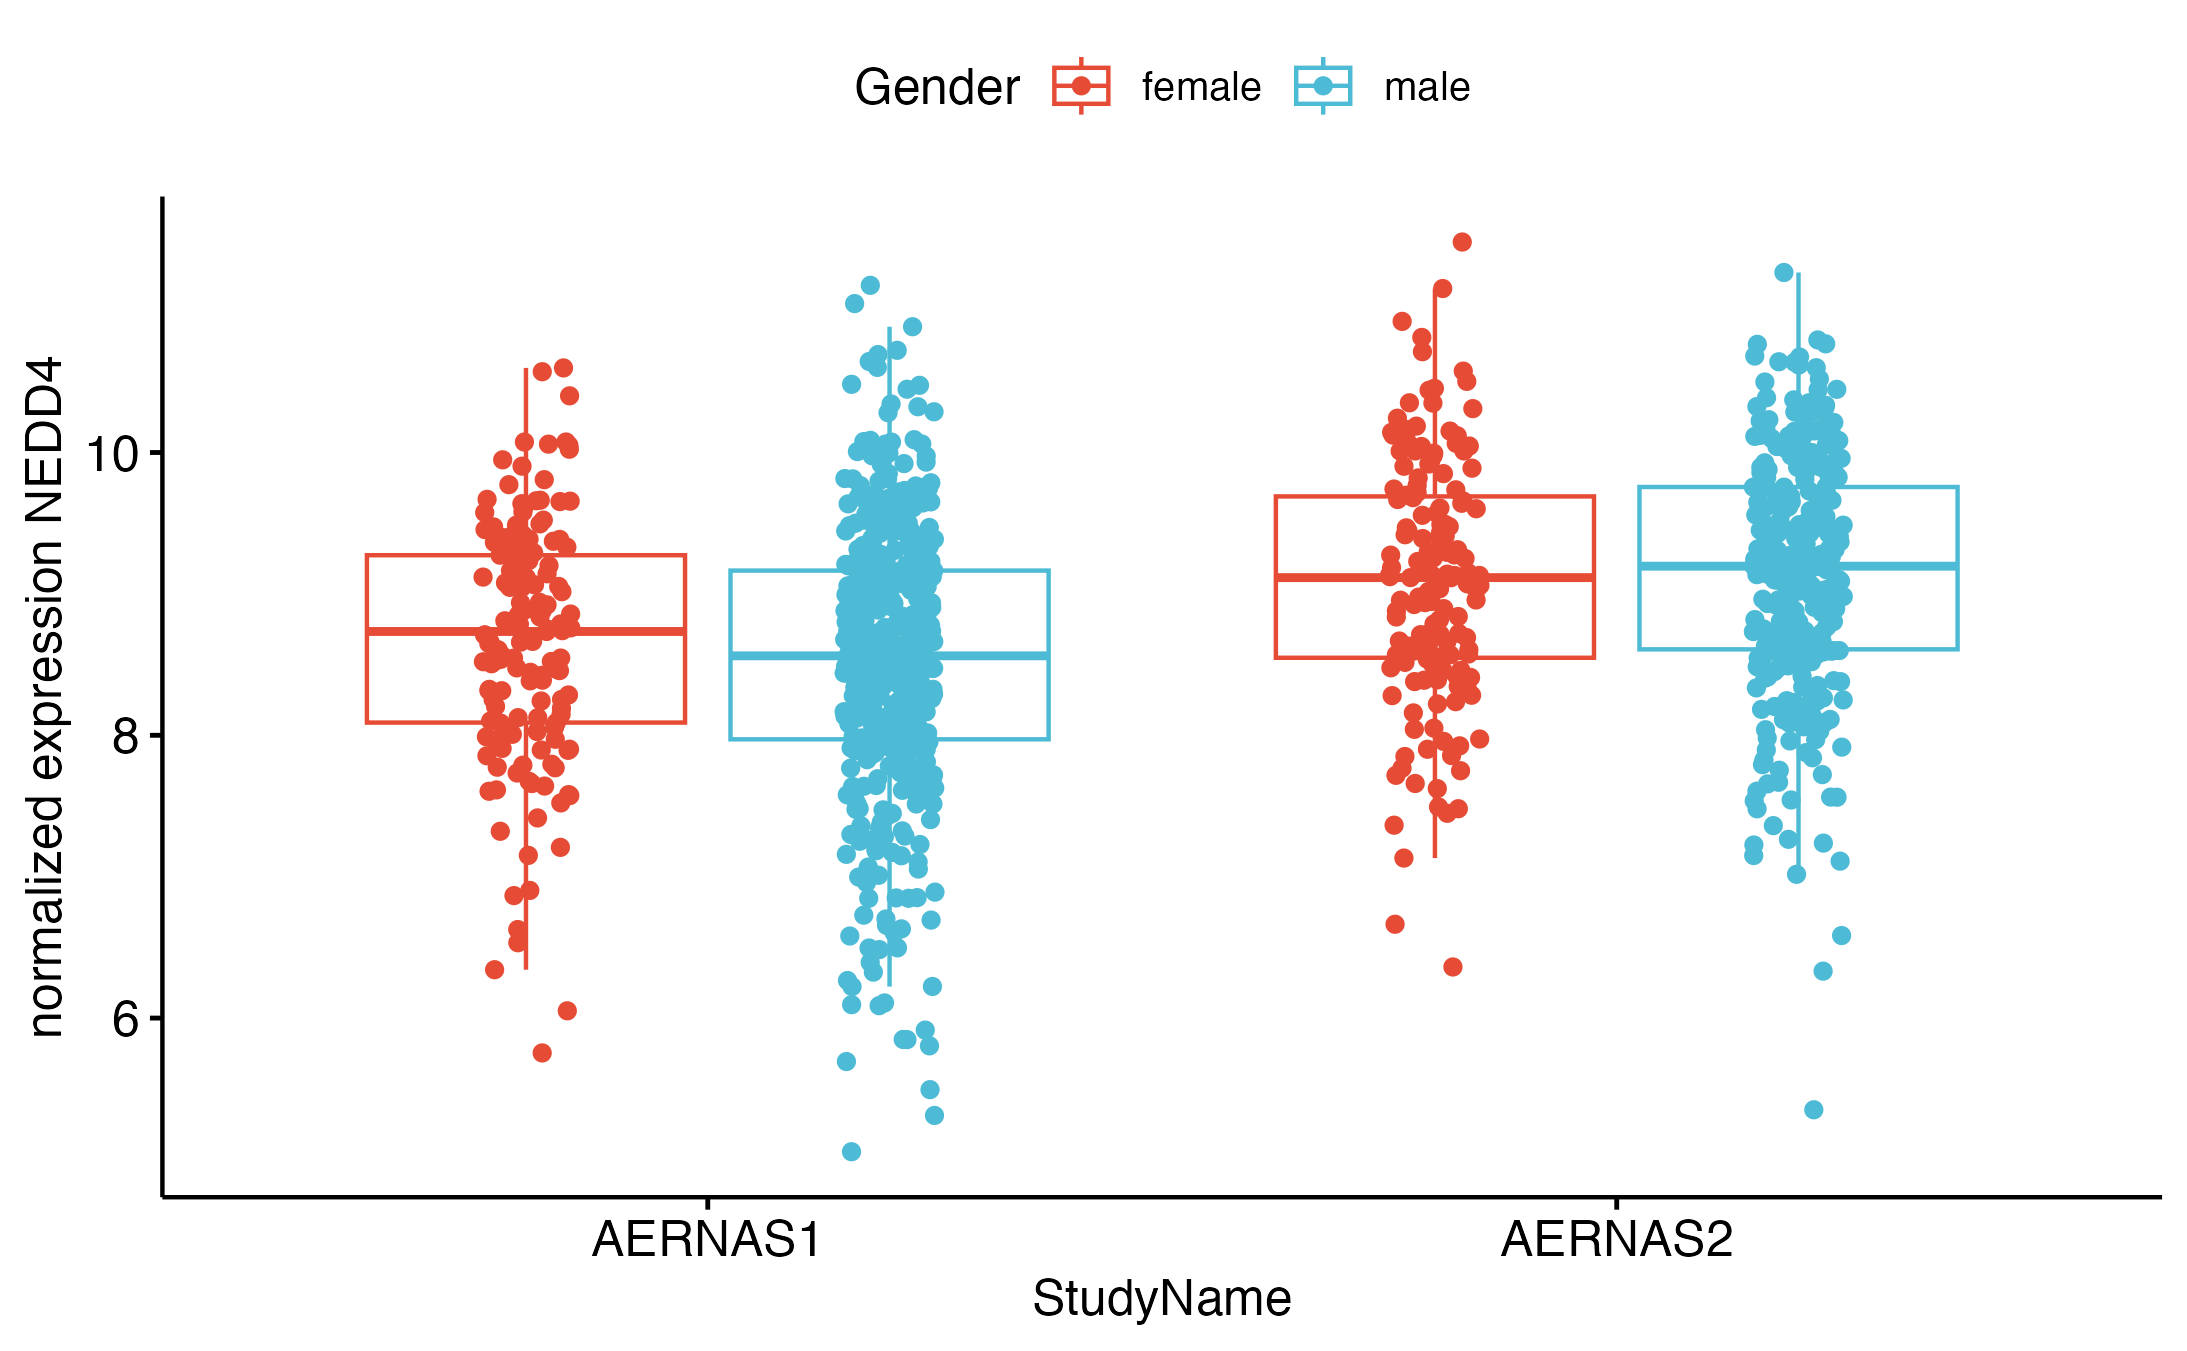 Gender female male
normalized expression NEDD4
10
8
6
AERNAS1 AERNAS2
StudyName